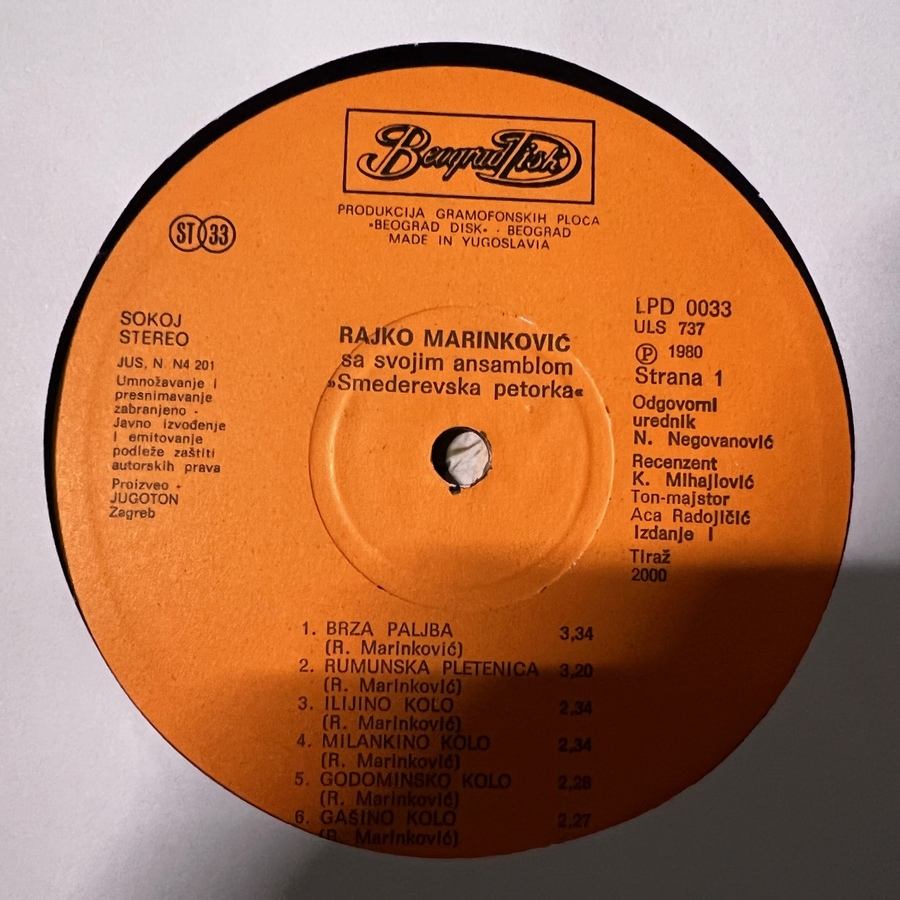 Beograd Disk
PRODUKCIJA GRAMOFONSKIH PLOČA
»BEOGRAD DISK« · BEOGRAD
MADE IN YUGOSLAVIA
ST 33
SOKOJ
STEREO
JUS, N. N4 201
Umnožavanje i
presnimavanje
zabranjeno -
Javno izvođenje
i emitovanje
podleže zaštiti
autorskih prava
Proizveo -
JUGOTON
Zagreb
RAJKO MARINKOVIĆ
sa svojim ansamblom
»Smederevska petorka«
LPD 0033
ULS 737
Ⓟ 1980
Strana 1
Odgovorni
urednik
N. Negovanović
Recenzent
K. Mihajlović
Ton-majstor
Aca Radojičić
Izdanje I
Tiraž
2000
1. BRZA PALJBA 3,34
(R. Marinković)
2. RUMUNSKA PLETENICA 3,20
(R. Marinković)
3. ILIJINO KOLO 2,34
(R. Marinković)
4. MILANKINO KOLO 2,34
(R. Marinković)
5. GODOMINSKO KOLO 2,28
(R. Marinković)
6. GAŠINO KOLO 2,27
(R. Marinković)